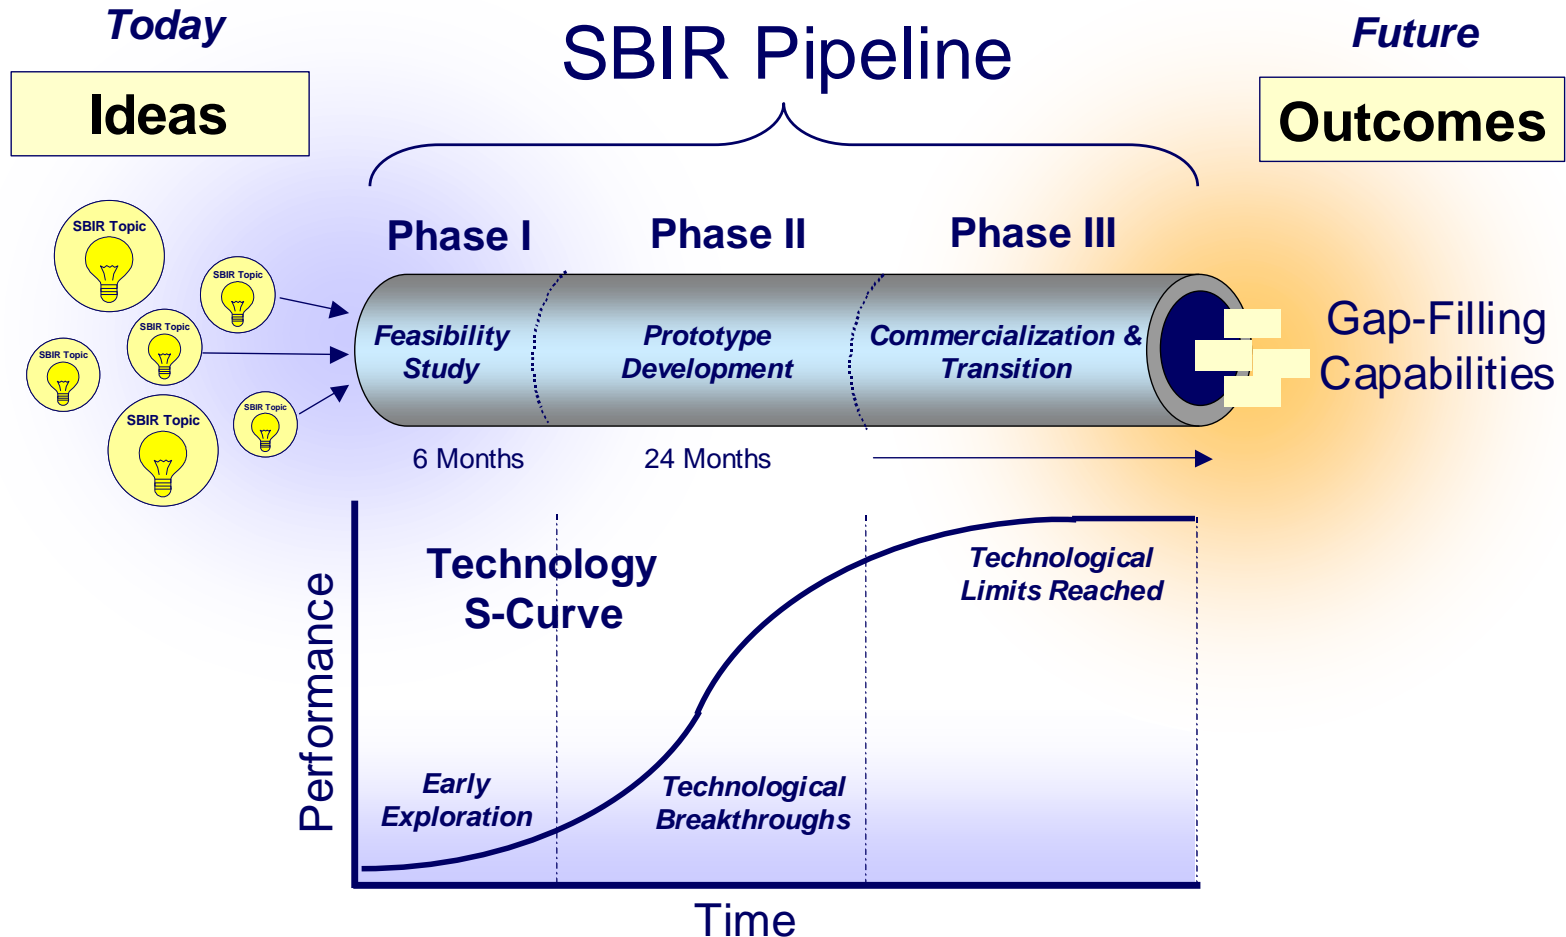 Today
SBIR Pipeline
Future
Ideas
Outcomes
SBIR Topic
SBIR Topic
SBIR Topic
SBIR Topic
SBIR Topic
SBIR Topic
Phase I
Phase II
Phase III
Feasibility
Study
Prototype
Development
Commercialization &
Transition
Gap-Filling
Capabilities
6 Months
24 Months
Technology
S-Curve
Technological
Limits Reached
Early
Exploration
Technological
Breakthroughs
Performance
Time